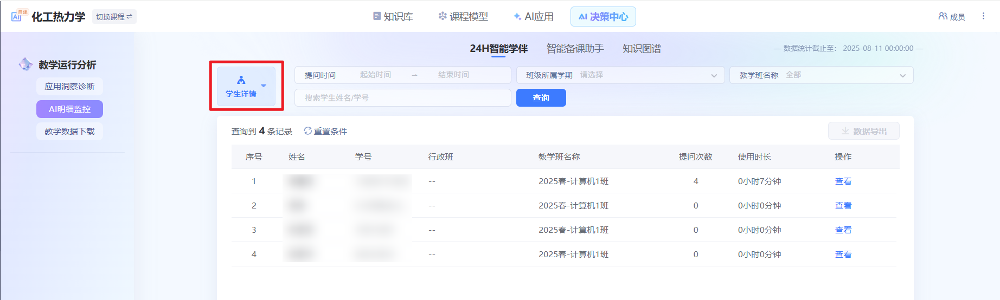 自建
AI 化工热力学 切换课程
知识库 课程模型 AI应用 AI 决策中心
成员
教学运行分析
应用洞察诊断
AI明细监控
教学数据下载
24H智能学伴 智能备课助手 知识图谱
— 数据统计截止至： 2025-08-11 00:00:00 —
学生详情
提问时间 起始时间 → 结束时间
班级所属学期 请选择
教学班名称 全部
搜索学生姓名/学号
查询
查询到 4 条记录 重置条件
数据导出
序号 姓名 学号 行政班 教学班名称 提问次数 使用时长 操作
1 -- 2025春-计算机1班 4 0小时7分钟 查看
2 -- 2025春-计算机1班 0 0小时0分钟 查看
3 -- 2025春-计算机1班 0 0小时0分钟 查看
4 -- 2025春-计算机1班 0 0小时0分钟 查看